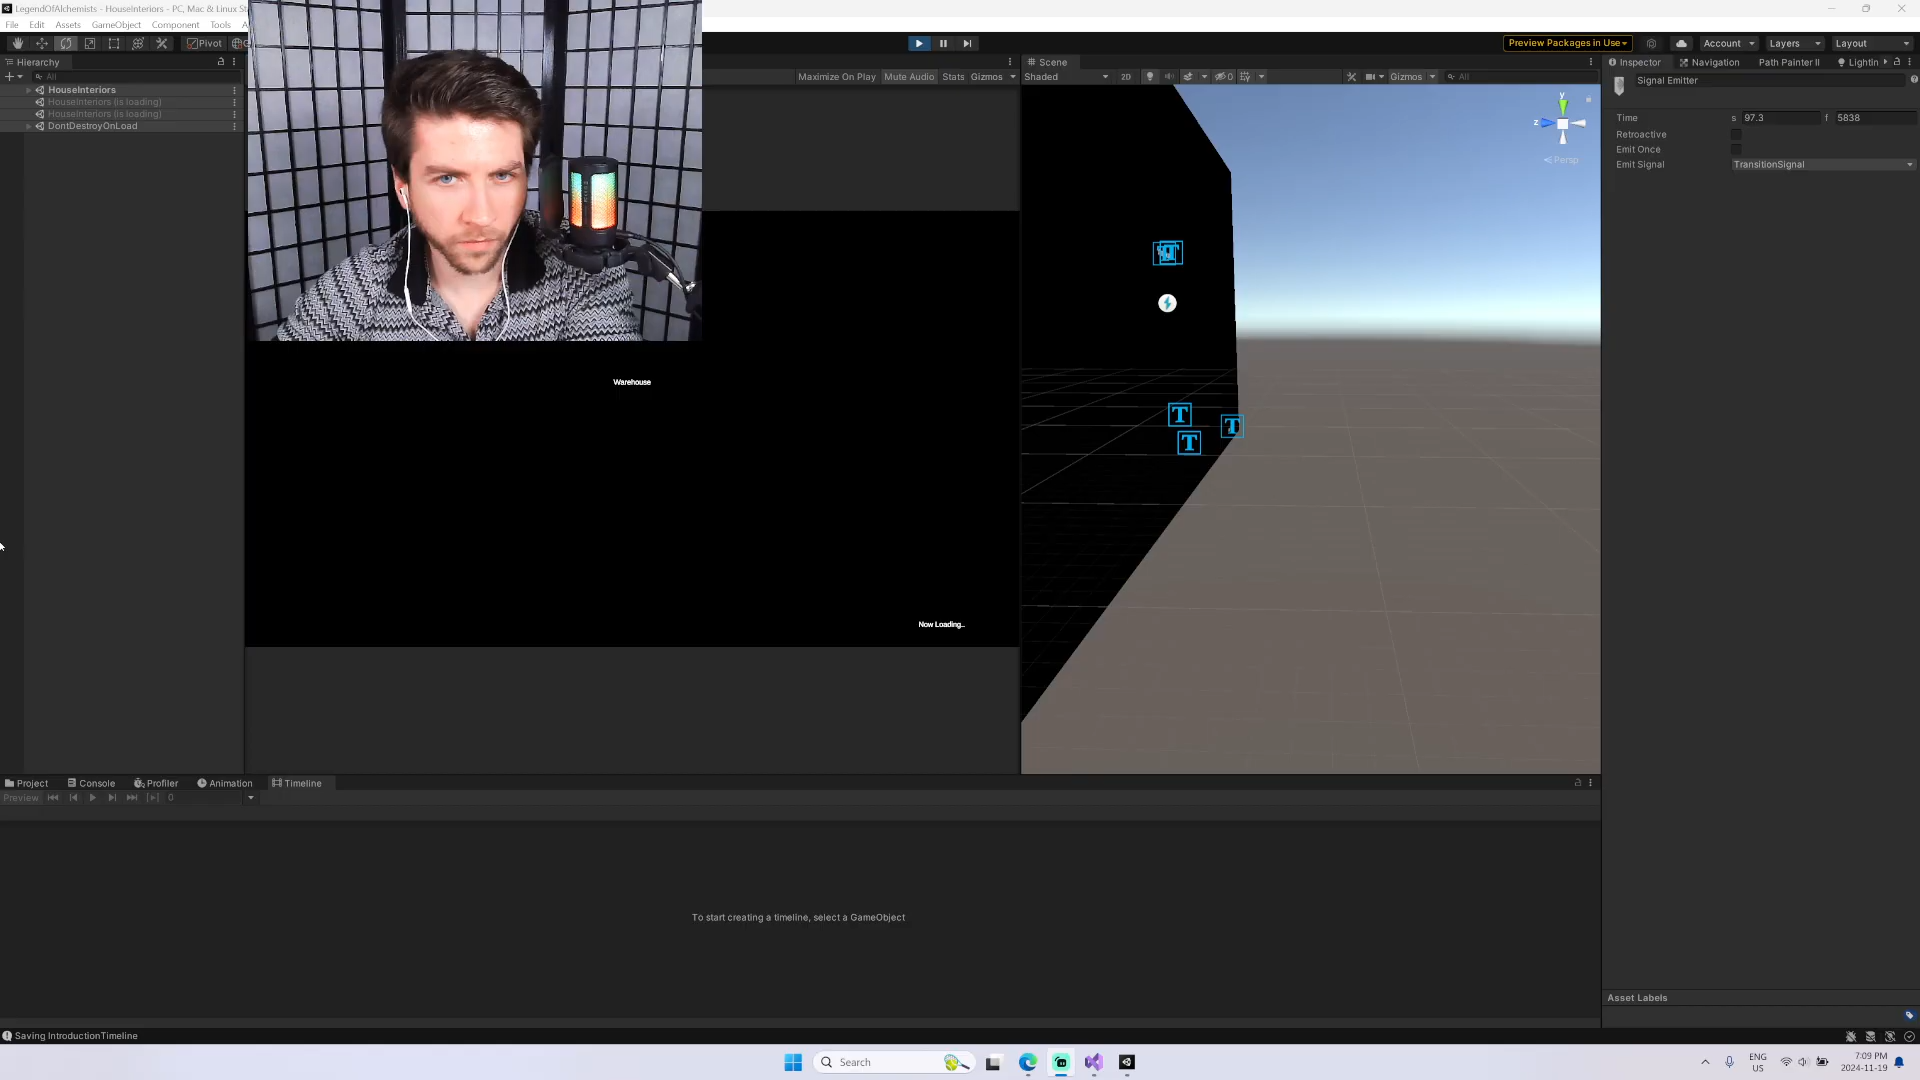 LegendOfAlchemists - HouseInteriors - PC, Mac & Linux St
File Edit Assets GameObject Component Tools
Pivot
Preview Packages in Use
Account
Layers
Layout
Hierarchy
All
HouseInteriors
HouseInteriors (is loading)
HouseInteriors (is loading)
DontDestroyOnLoad
Maximize On Play Mute Audio Stats Gizmos
Warehouse
Now Loading..
Scene
Shaded
2D
0
Gizmos
All
y
z
Persp
T
T
T
T
Inspector Navigation Path Painter II Lightin
Signal Emitter
Time s 97.3 f 5838
Retroactive
Emit Once
Emit Signal TransitionSignal
Asset Labels
Project Console Profiler Animation Timeline
Preview 0
To start creating a timeline, select a GameObject
Saving IntroductionTimeline
Search
ENG
US
7:09 PM
2024-11-19